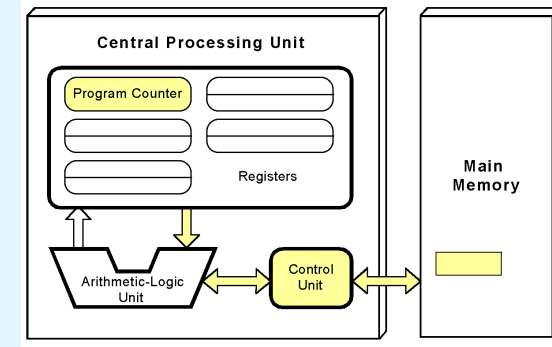 Central Processing Unit
Program Counter
Registers
Main
Memory
Arithmetic-Logic
Unit
Control
Unit